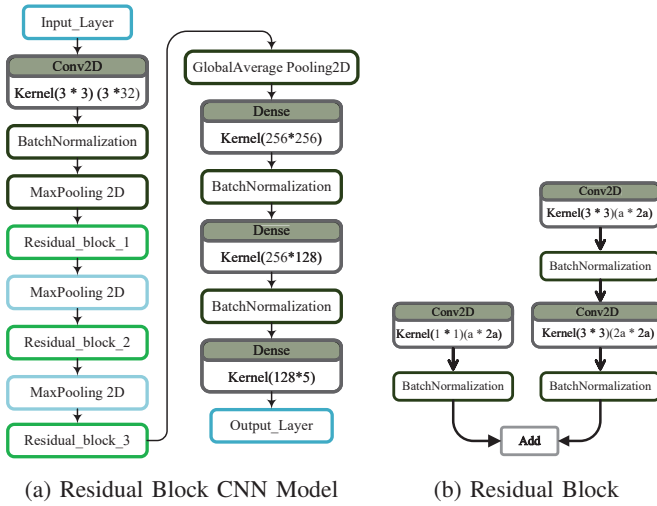 Input_Layer
Conv2D
Kernel(3 * 3) (3 *32)
BatchNormalization
MaxPooling 2D
Residual_block_1
MaxPooling 2D
Residual_block_2
MaxPooling 2D
Residual_block_3
GlobalAverage Pooling2D
Dense
Kernel(256*256)
BatchNormalization
Dense
Kernel(256*128)
BatchNormalization
Dense
Kernel(128*5)
Output_Layer
(a) Residual Block CNN Model
Conv2D
Kernel(3 * 3)(a * 2a)
BatchNormalization
Conv2D
Kernel(1 * 1)(a * 2a)
BatchNormalization
Conv2D
Kernel(3 * 3)(2a * 2a)
BatchNormalization
Add
(b) Residual Block